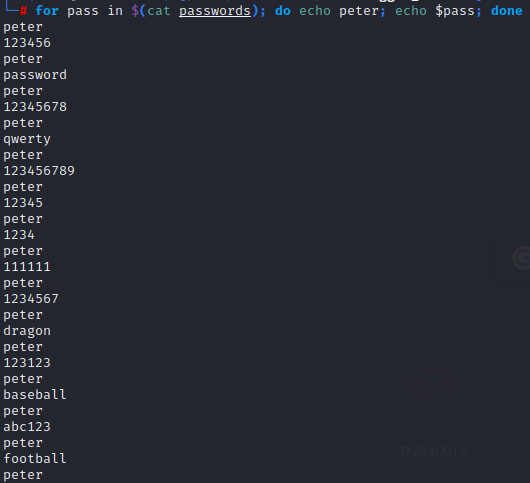 └─# for pass in $(cat passwords); do echo peter; echo $pass; done
peter
123456
peter
password
peter
12345678
peter
qwerty
peter
123456789
peter
12345
peter
1234
peter
111111
peter
1234567
peter
dragon
peter
123123
peter
baseball
peter
abc123
peter
football
peter
tryhackme